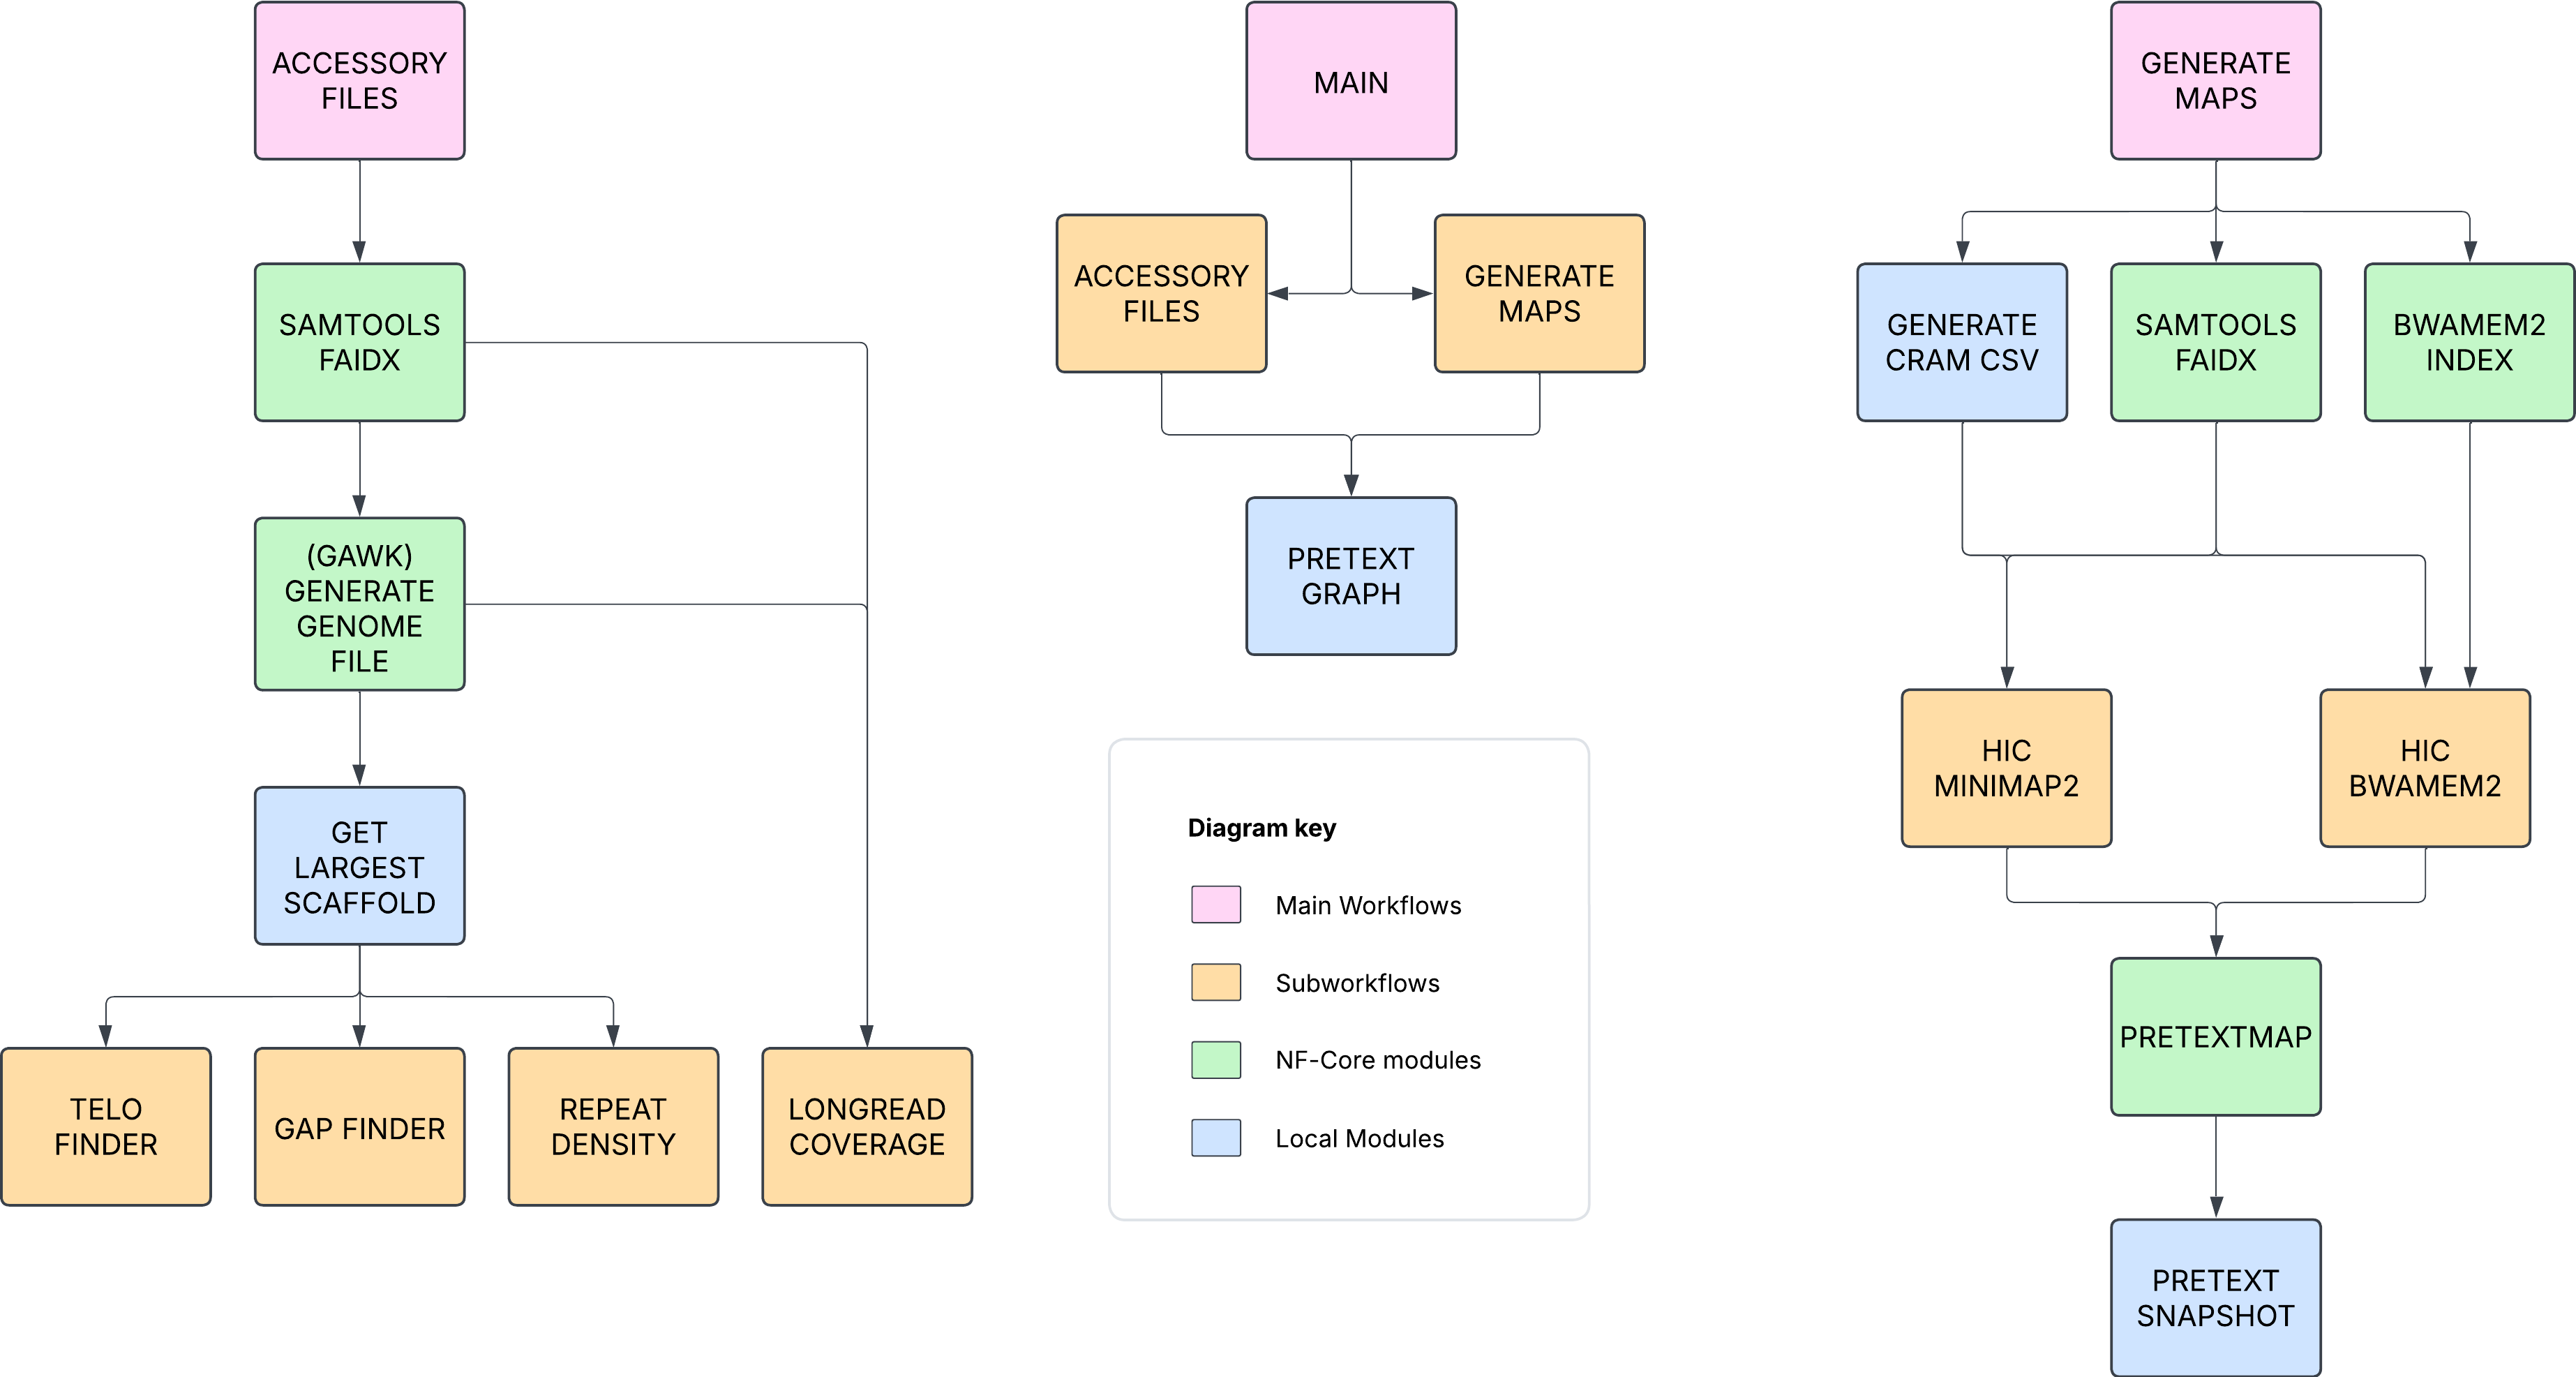 ACCESSORY
FILES
SAMTOOLS
FAIDX
(GAWK)
GENERATE
GENOME
FILE
GET
LARGEST
SCAFFOLD
TELO
FINDER
GAP FINDER
REPEAT
DENSITY
LONGREAD
COVERAGE
MAIN
ACCESSORY
FILES
GENERATE
MAPS
PRETEXT
GRAPH
Diagram key
Main Workflows
Subworkflows
NF-Core modules
Local Modules
GENERATE
MAPS
GENERATE
CRAM CSV
SAMTOOLS
FAIDX
BWAMEM2
INDEX
HIC
MINIMAP2
HIC
BWAMEM2
PRETEXTMAP
PRETEXT
SNAPSHOT